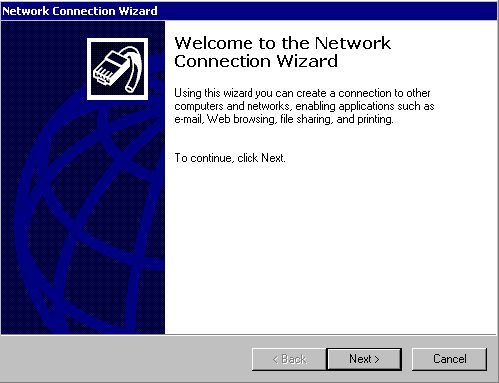 Network Connection Wizard
Welcome to the Network
Connection Wizard
Using this wizard you can create a connection to other
computers and networks, enabling applications such as
e-mail, Web browsing, file sharing, and printing.
To continue, click Next.
< Back
Next >
Cancel